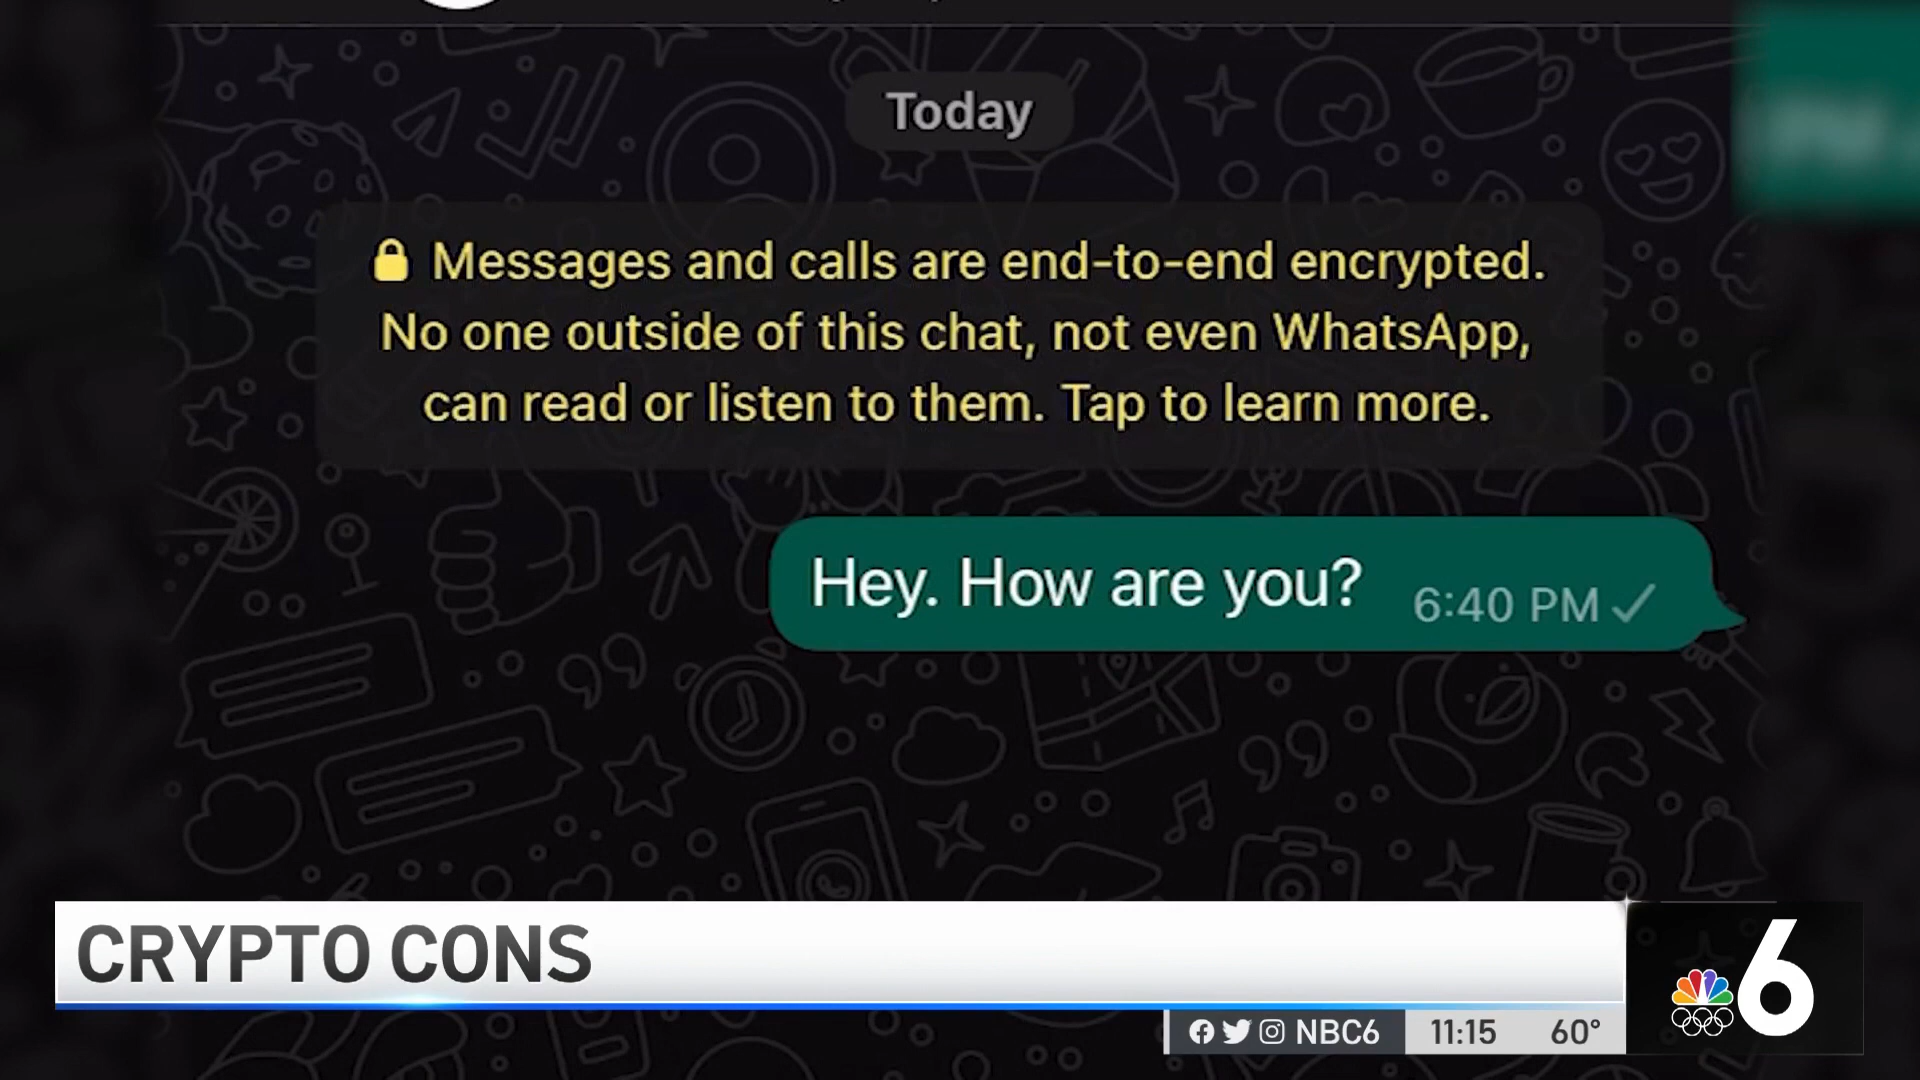 Today
Messages and calls are end-to-end encrypted.
No one outside of this chat, not even WhatsApp,
can read or listen to them. Tap to learn more.
Hey. How are you? 6:40 PM
CRYPTO CONS
6
NBC6 11:15 60°